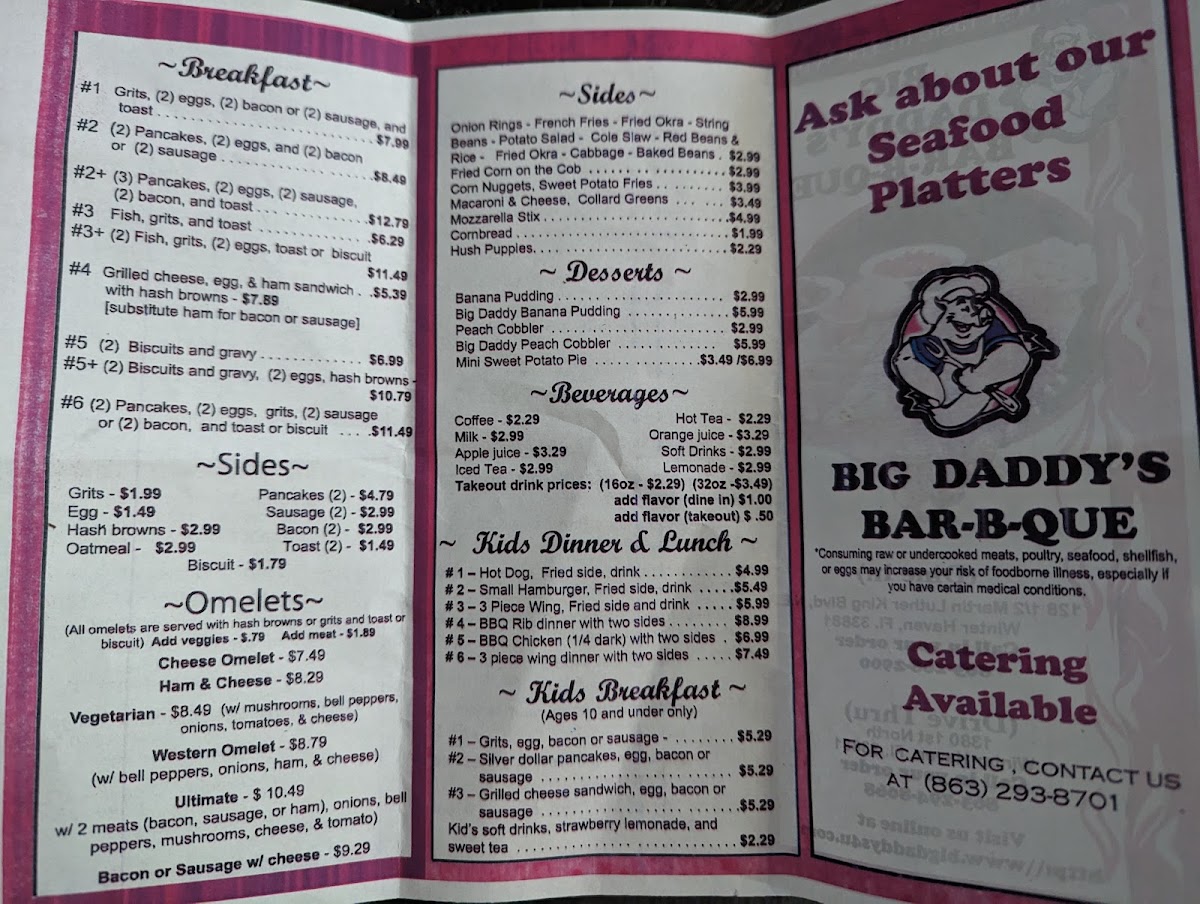 ~Breakfast~
#1 Grits, (2) eggs, (2) bacon or (2) sausage, and
toast . . . . . . . . . . . . . . . . . . . . . . . . . . . . $7.99
#2 (2) Pancakes, (2) eggs, and (2) bacon
or (2) sausage . . . . . . . . . . . . . . . . . . . . .$8.49
#2+ (3) Pancakes, (2) eggs, (2) sausage,
(2) bacon, and toast . . . . . . . . . . . . . . . .$12.79
#3 Fish, grits, and toast . . . . . . . . . . . . . . . .$6.29
#3+ (2) Fish, grits, (2) eggs, toast or biscuit
$11.49
#4 Grilled cheese, egg, & ham sandwich . .$5.39
with hash browns - $7.89
[substitute ham for bacon or sausage]
#5 (2) Biscuits and gravy . . . . . . . . . . . . . $6.99
#5+ (2) Biscuits and gravy, (2) eggs, hash browns -
$10.79
#6 (2) Pancakes, (2) eggs, grits, (2) sausage
or (2) bacon, and toast or biscuit . . . .$11.49
~Sides~
Grits - $1.99 Pancakes (2) - $4.79
Egg - $1.49 Sausage (2) - $2.99
Hash browns - $2.99 Bacon (2) - $2.99
Oatmeal - $2.99 Toast (2) - $1.49
Biscuit - $1.79
~Omelets~
(All omelets are served with hash browns or grits and toast or
biscuit) Add veggies - $.79 Add meat - $1.89
Cheese Omelet - $7.49
Ham & Cheese - $8.29
Vegetarian - $8.49 (w/ mushrooms, bell peppers,
onions, tomatoes, & cheese)
Western Omelet - $8.79
(w/ bell peppers, onions, ham, & cheese)
Ultimate - $ 10.49
w/ 2 meats (bacon, sausage, or ham), onions, bell
peppers, mushrooms, cheese, & tomato)
Bacon or Sausage w/ cheese - $9.29
~Sides~
Onion Rings - French Fries - Fried Okra - String
Beans - Potato Salad - Cole Slaw - Red Beans &
Rice - Fried Okra - Cabbage - Baked Beans . $2.99
Fried Corn on the Cob . . . . . . . . . . . . . . . . . . $2.99
Corn Nuggets, Sweet Potato Fries . . . . . . . . $3.99
Macaroni & Cheese, Collard Greens . . . . . . $3.49
Mozzarella Stix . . . . . . . . . . . . . . . . . . . . . . . .$4.99
Cornbread . . . . . . . . . . . . . . . . . . . . . . . . . . . $1.99
Hush Puppies. . . . . . . . . . . . . . . . . . . . . . . . . $2.29
~ Desserts ~
Banana Pudding . . . . . . . . . . . . . . . . . . . . . . $2.99
Big Daddy Banana Pudding . . . . . . . . . . . . . $5.99
Peach Cobbler . . . . . . . . . . . . . . . . . . . . . . . $2.99
Big Daddy Peach Cobbler . . . . . . . . . . . . . $5.99
Mini Sweet Potato Pie . . . . . . . . . . . . . .$3.49 /$6.99
~Beverages~
Coffee - $2.29 Hot Tea - $2.29
Milk - $2.99 Orange juice - $3.29
Apple juice - $3.29 Soft Drinks - $2.99
Iced Tea - $2.99 Lemonade - $2.99
Takeout drink prices: (16oz - $2.29) (32oz -$3.49)
add flavor (dine in) $1.00
add flavor (takeout) $ .50
~ Kids Dinner & Lunch ~
# 1 – Hot Dog, Fried side, drink . . . . . . . . . . . . $4.99
# 2 – Small Hamburger, Fried side, drink . . . . .$5.49
# 3 – 3 Piece Wing, Fried side and drink . . . . . $5.99
# 4 – BBQ Rib dinner with two sides . . . . . . . . $8.99
# 5 – BBQ Chicken (1/4 dark) with two sides . $6.99
# 6 – 3 piece wing dinner with two sides . . . . . $7.49
~ Kids Breakfast ~
(Ages 10 and under only)
#1 – Grits, egg, bacon or sausage - . . . . . . . . $5.29
#2 – Silver dollar pancakes, egg, bacon or
sausage . . . . . . . . . . . . . . . . . . . . . . . . $5.29
#3 – Grilled cheese sandwich, egg, bacon or
sausage . . . . . . . . . . . . . . . . . . . . . . . .$5.29
Kid's soft drinks, strawberry lemonade, and
sweet tea . . . . . . . . . . . . . . . . . . . . . . . . . . .$2.29
Ask about our
Seafood
Platters
BIG DADDY'S
BAR-B-QUE
*Consuming raw or undercooked meats, poultry, seafood, shellfish,
or eggs may increase your risk of foodborne illness, especially if
you have certain medical conditions.
Catering
Available
FOR CATERING , CONTACT US
AT (863) 293-8701